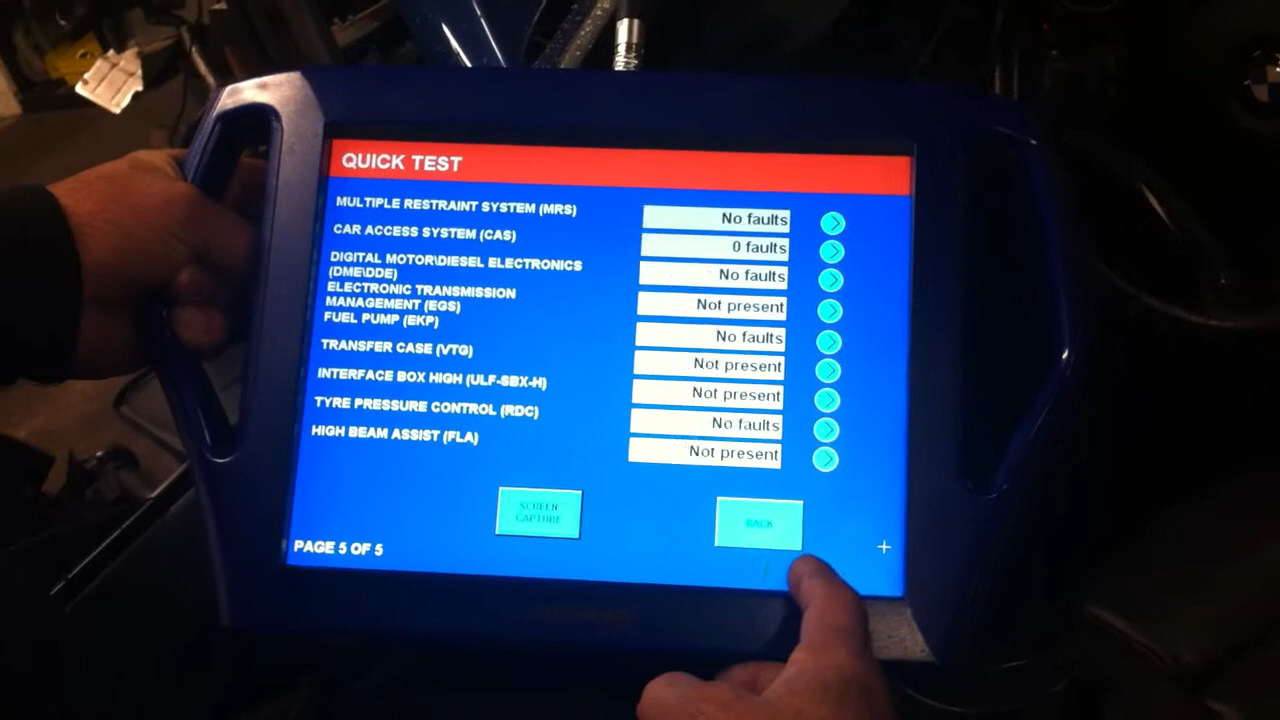 QUICK TEST
MULTIPLE RESTRAINT SYSTEM (MRS)
No faults
CAR ACCESS SYSTEM (CAS)
0 faults
DIGITAL MOTOR\DIESEL ELECTRONICS
(DME\DDE)
No faults
ELECTRONIC TRANSMISSION
MANAGEMENT (EGS)
Not present
FUEL PUMP (EKP)
No faults
TRANSFER CASE (VTG)
Not present
INTERFACE BOX HIGH (ULF-SBX-H)
Not present
TYRE PRESSURE CONTROL (RDC)
No faults
HIGH BEAM ASSIST (FLA)
Not present
SCREEN
CAPTURE
BACK
PAGE 5 OF 5